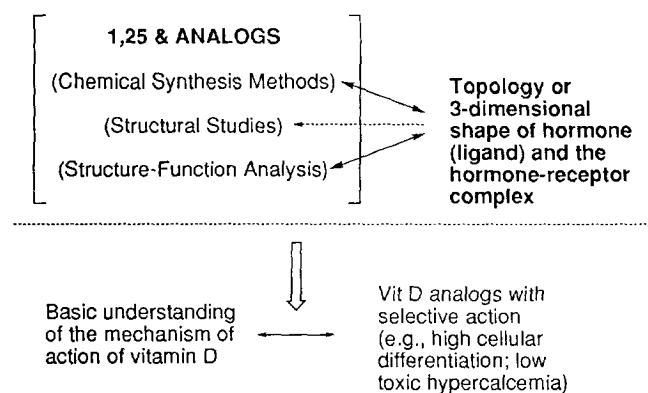 1,25 & ANALOGS
(Chemical Synthesis Methods)
(Structural Studies)
(Structure-Function Analysis)
Topology or
3-dimensional
shape of hormone
(ligand) and the
hormone-receptor
complex
Basic understanding
of the mechanism of
action of vitamin D
Vit D analogs with
selective action
(e.g., high cellular
differentiation; low
toxic hypercalcemia)